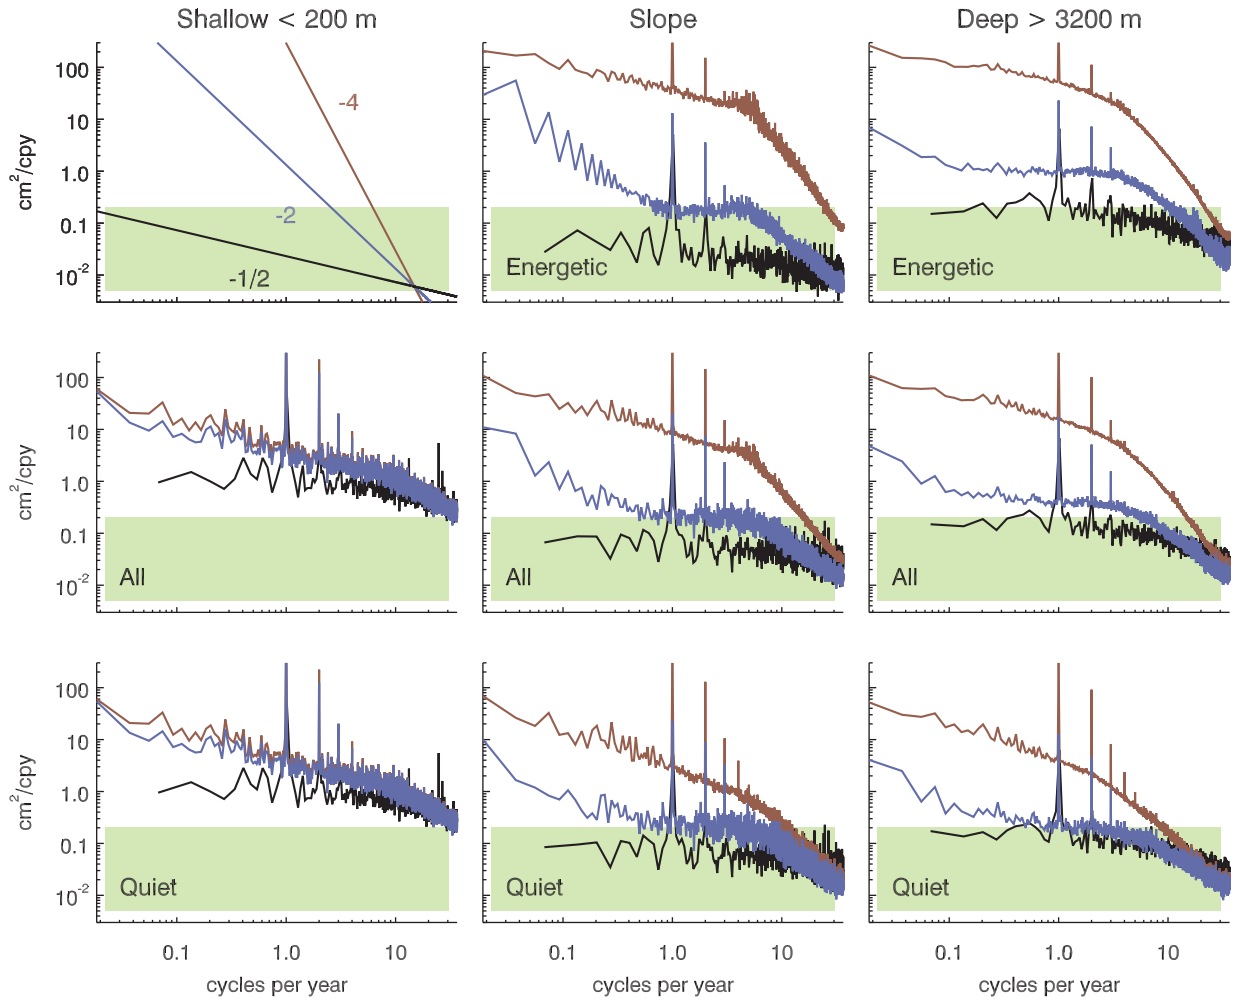 Shallow < 200 m Slope Deep > 3200 m
cm²/cpy
100
10
1.0
0.1
10⁻²
-4
-2
-1/2
Energetic
Energetic
cm²/cpy
100
10
1.0
0.1
10⁻²
All
All
All
cm²/cpy
100
10
1.0
0.1
10⁻²
Quiet
Quiet
Quiet
0.1 1.0 10 0.1 1.0 10 0.1 1.0 10
cycles per year cycles per year cycles per year